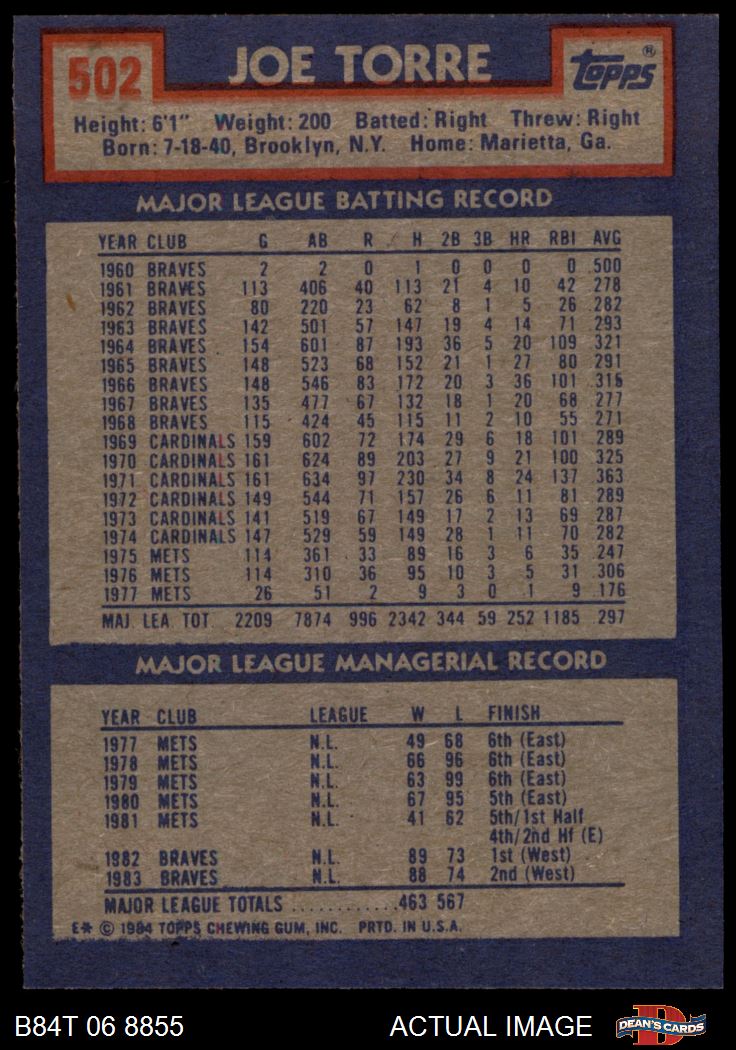 502
JOE TORRE
topps®
Height: 6'1" Weight: 200 Batted: Right Threw: Right
Born: 7-18-40, Brooklyn, N.Y. Home: Marietta, Ga.
MAJOR LEAGUE BATTING RECORD
YEAR CLUB G AB R H 2B 3B HR RBI AVG
1960 BRAVES 2 2 0 1 0 0 0 0 .500
1961 BRAVES 113 406 40 113 21 4 10 42 .278
1962 BRAVES 80 220 23 62 8 1 5 26 .282
1963 BRAVES 142 501 57 147 19 4 14 71 .293
1964 BRAVES 154 601 87 193 36 5 20 109 .321
1965 BRAVES 148 523 68 152 21 1 27 80 .291
1966 BRAVES 148 546 83 172 20 3 36 101 .315
1967 BRAVES 135 477 67 132 18 1 20 68 .277
1968 BRAVES 115 424 45 115 11 2 10 55 .271
1969 CARDINALS 159 602 72 174 29 6 18 101 .289
1970 CARDINALS 161 624 89 203 27 9 21 100 .325
1971 CARDINALS 161 634 97 230 34 8 24 137 .363
1972 CARDINALS 149 544 71 157 26 6 11 81 .289
1973 CARDINALS 141 519 67 149 17 2 13 69 .287
1974 CARDINALS 147 529 59 149 28 1 11 70 .282
1975 METS 114 361 33 89 16 3 6 35 .247
1976 METS 114 310 36 95 10 3 5 31 .306
1977 METS 26 51 2 9 3 0 1 9 .176
MAJ LEA TOT. 2209 7874 996 2342 344 59 252 1185 .297
MAJOR LEAGUE MANAGERIAL RECORD
YEAR CLUB LEAGUE W L FINISH
1977 METS N.L. 49 68 6th (East)
1978 METS N.L. 66 96 6th (East)
1979 METS N.L. 63 99 6th (East)
1980 METS N.L. 67 95 5th (East)
1981 METS N.L. 41 62 5th/1st Half
4th/2nd Hf (E)
1982 BRAVES N.L. 89 73 1st (West)
1983 BRAVES N.L. 88 74 2nd (West)
MAJOR LEAGUE TOTALS ............463 567
E* © 1984 TOPPS CHEWING GUM, INC. PRTD. IN U.S.A.
B84T 06 8855
ACTUAL IMAGE
D
DEAN'S CARDS